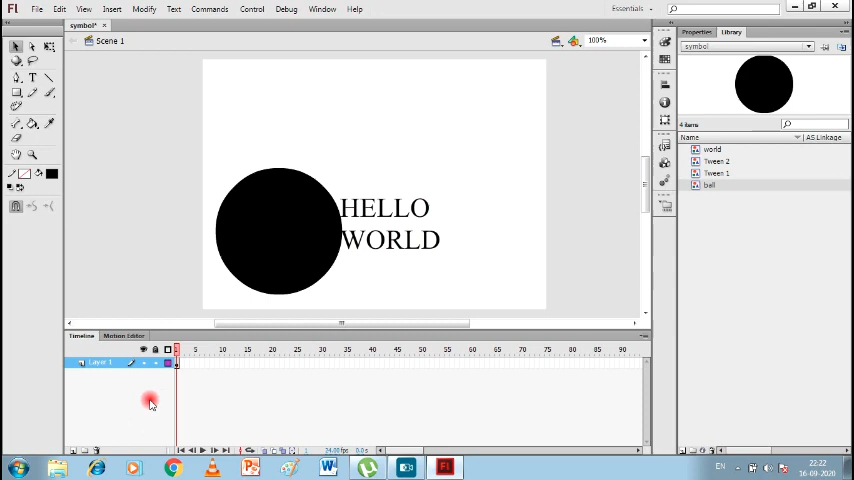 Fl File Edit View Insert Modify Text Commands Control Debug Window Help Essentials
symbol*
Scene 1 100%
Properties Library
symbol
4 items
Name AS Linkage
world
Tween 2
Tween 1
ball
HELLO
WORLD
Timeline Motion Editor
5 10 15 20 25 30 35 40 45 50 55 60 65 70 75 80 85 90
Layer 1
1 24.00 fps 0.0 s
EN 22:22
16-09-2020